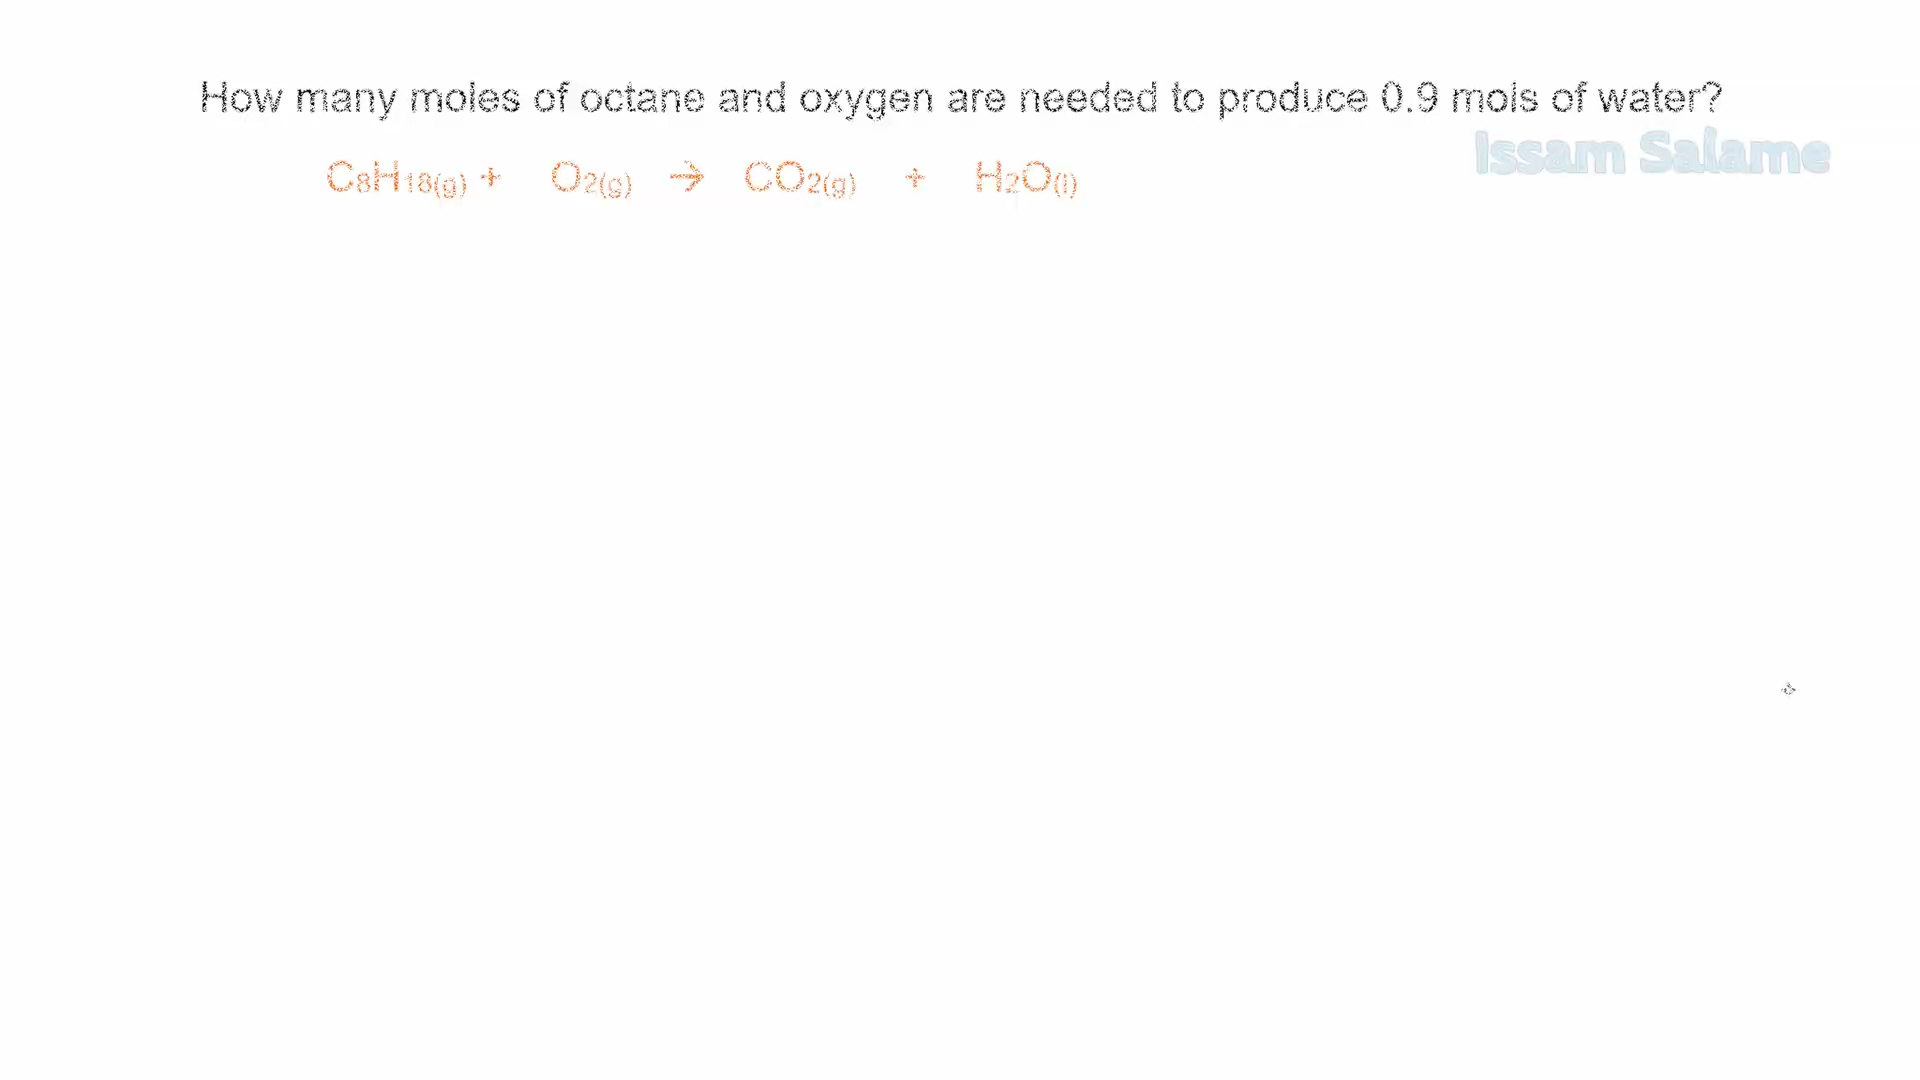 How many moles of octane and oxygen are needed to produce 0.9 mols of water?
Issam Salame
C8H18(g) + O2(g) → CO2(g) + H2O(l)